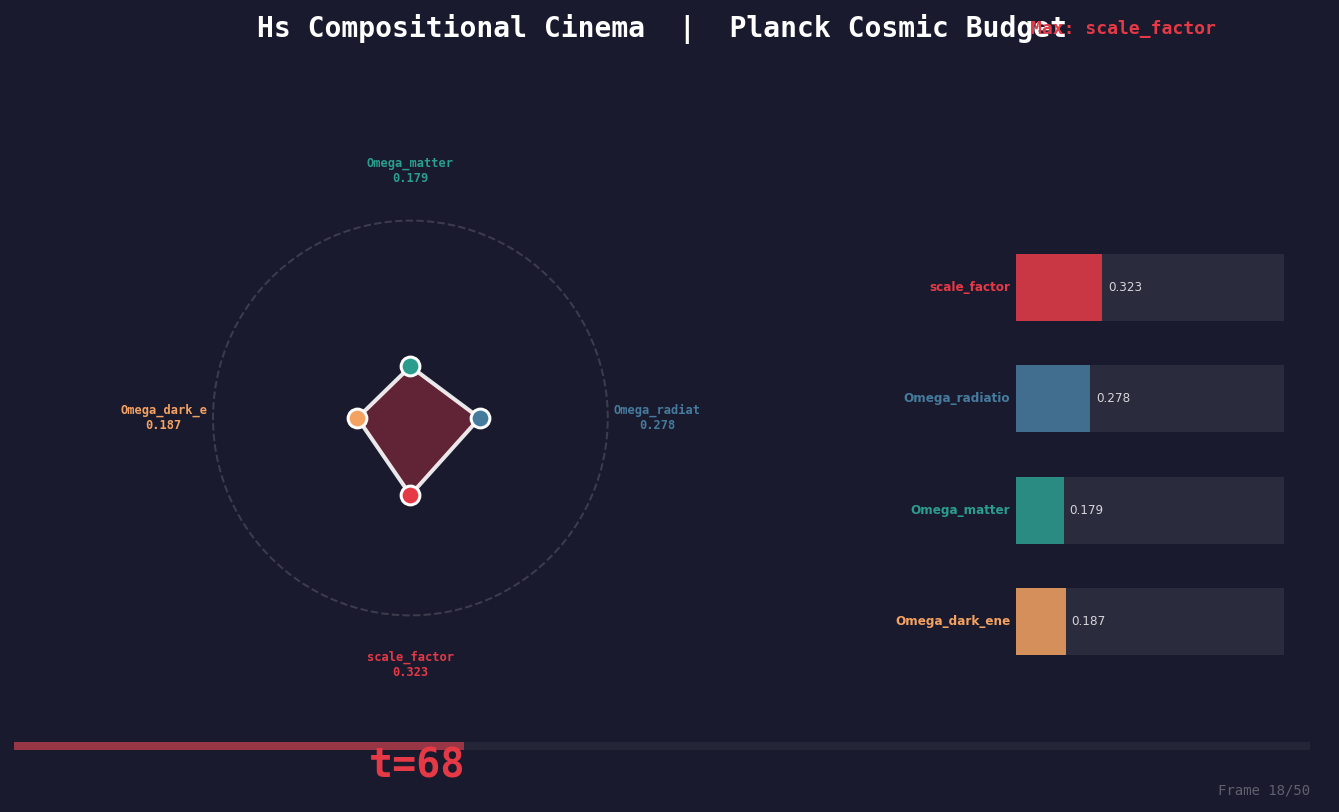 Hs Compositional Cinema | Planck Cosmic Budget
Max: scale_factor
Omega_matter
0.179
Omega_dark_e
0.187
Omega_radiat
0.278
scale_factor
0.323
scale_factor
0.323
Omega_radiatio
0.278
Omega_matter
0.179
Omega_dark_ene
0.187
t=68
Frame 18/50